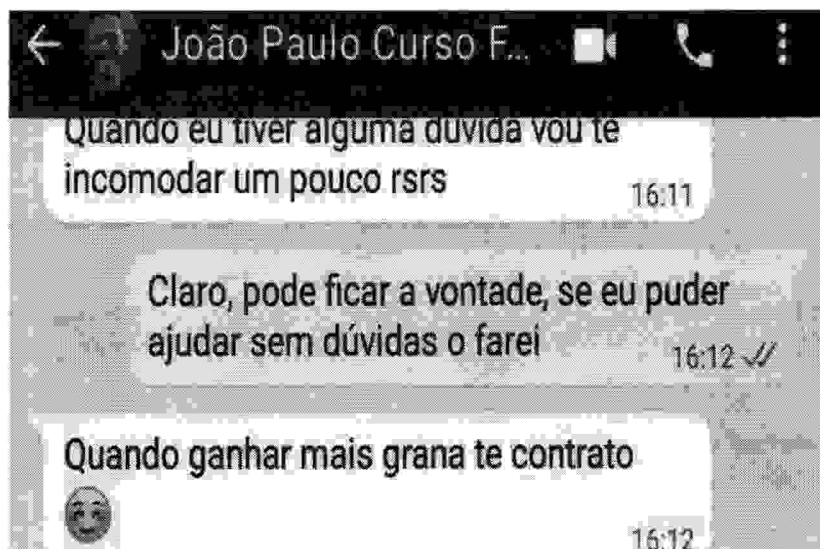 João Paulo Curso F...
Quando eu tiver alguma dúvida vou te
incomodar um pouco rsrs
16:11
Claro, pode ficar a vontade, se eu puder
ajudar sem dúvidas o farei
16:12
Quando ganhar mais grana te contrato
16:12